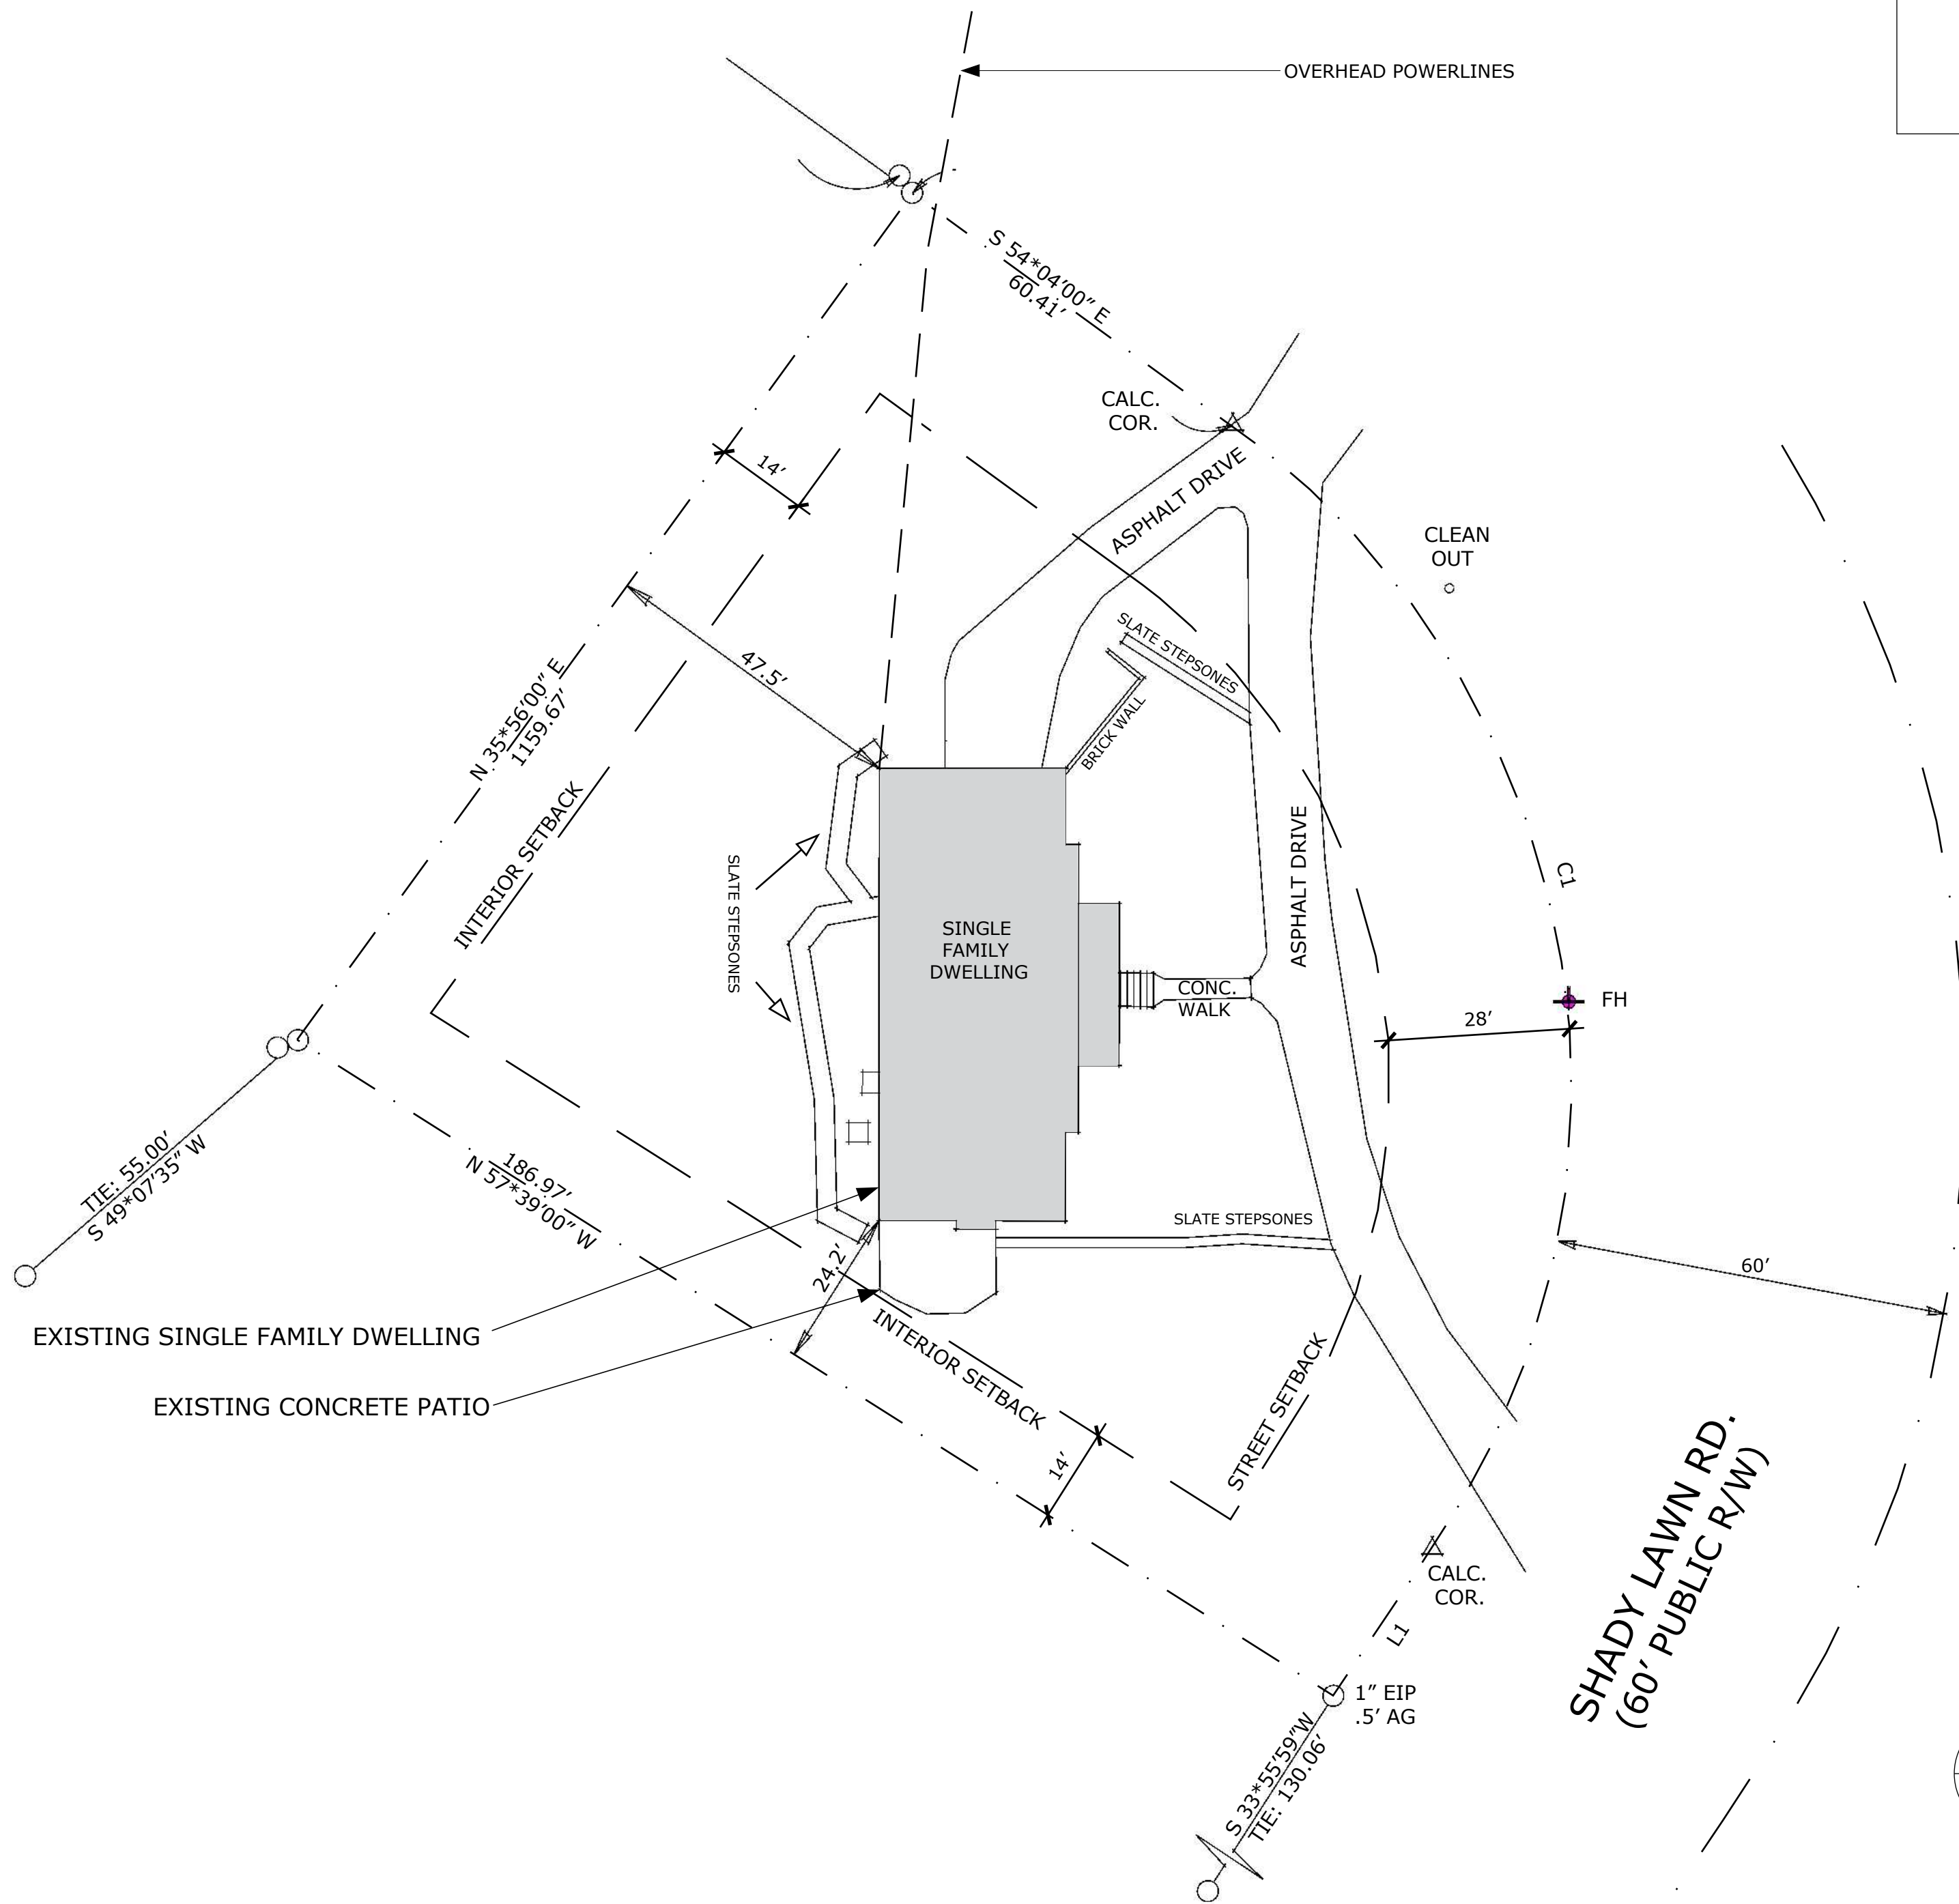 OVERHEAD POWERLINES
S 54*04'00" E
60.41'
CALC.
COR.
14'
ASPHALT DRIVE
CLEAN
OUT
SLATE STEPSONES
47.5'
BRICK WALL
N 35*56'00" E
1159.67'
INTERIOR SETBACK
SLATE STEPSONES
ASPHALT DRIVE
C1
SINGLE
FAMILY
DWELLING
CONC.
WALK
FH
28'
TIE: 55.00'
S 49*07'35" W
186.97'
N 57*39'00" W
SLATE STEPSONES
24.2'
60'
EXISTING SINGLE FAMILY DWELLING
INTERIOR SETBACK
STREET SETBACK
EXISTING CONCRETE PATIO
14'
SHADY LAWN RD.
(60' PUBLIC R/W)
CALC.
COR.
L1
1" EIP
.5' AG
S 33*55'59"W
TIE: 130.06'